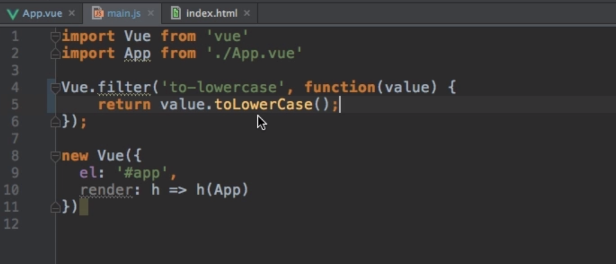 App.vue × main.js × index.html ×
1 import Vue from 'vue'
2 import App from './App.vue'
3
4 Vue.filter('to-lowercase', function(value) {
5 return value.toLowerCase();
6 });
7
8 new Vue({
9 el: '#app',
10 render: h => h(App)
11 })
12